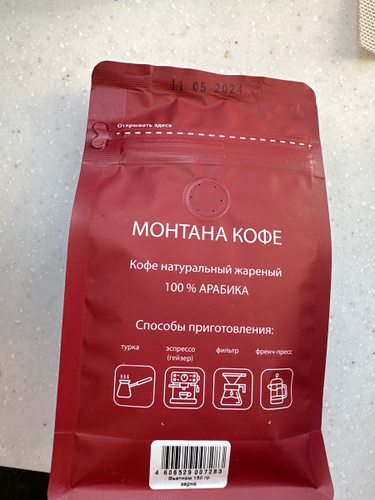 11 05 2024
Открывать здесь
МОНТАНА КОФЕ
Кофе натуральный жареный
100 % АРАБИКА
Способы приготовления:
турка эспрессо фильтр френч-пресс
(гейзер)
4 606529 007283
Вьетнам 150 гр
зерно